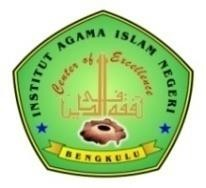 INSTITUT AGAMA ISLAM NEGERI
Center of Excellence
BENGKULU